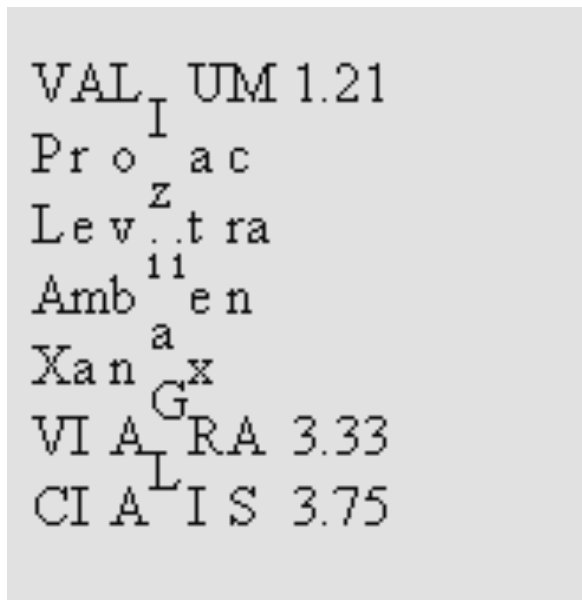 VALIUM 1.21
Prozac
Levitra
Ambien
Xanax
VIAGRA 3.33
CIALIS 3.75